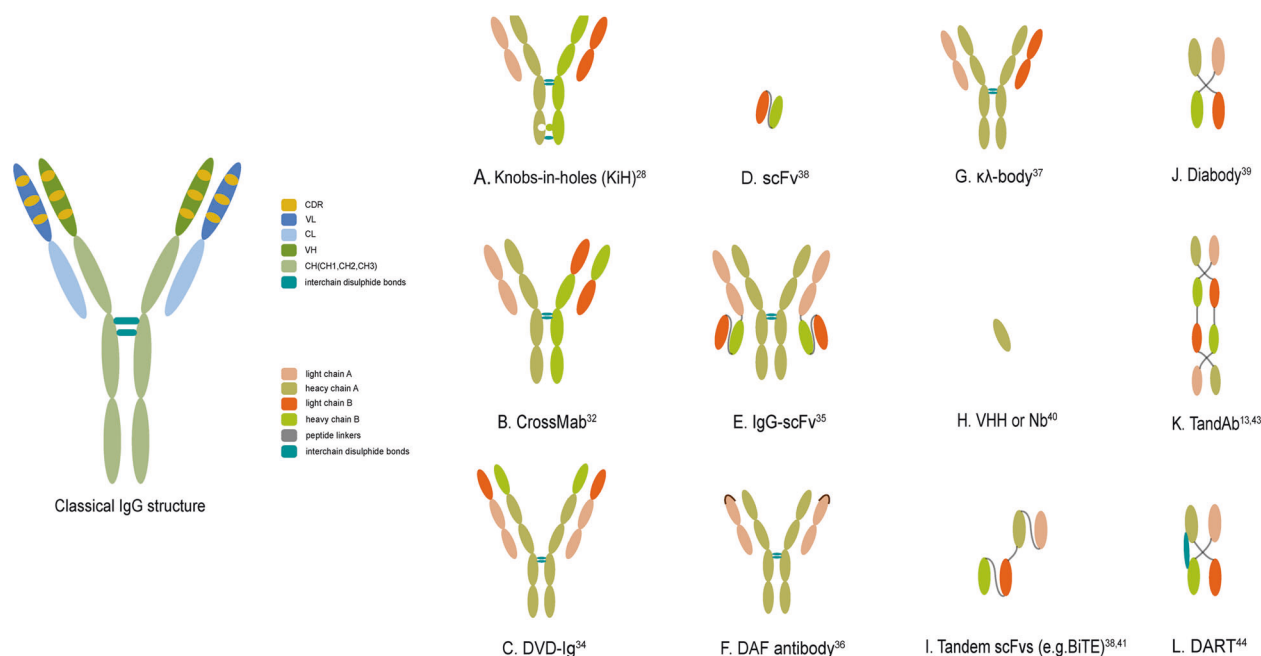 CDR
VL
CL
VH
CH(CH1,CH2,CH3)
interchain disulphide bonds
light chain A
heacy chain A
light chain B
heavy chain B
peptide linkers
interchain disulphide bonds
Classical IgG structure
A. Knobs-in-holes (KiH)28
D. scFv38
G. κλ-body37
J. Diabody39
B. CrossMab32
E. IgG-scFv35
H. VHH or Nb40
K. TandAb13,43
C. DVD-Ig34
F. DAF antibody36
I. Tandem scFvs (e.g.BiTE)38,41
L. DART44